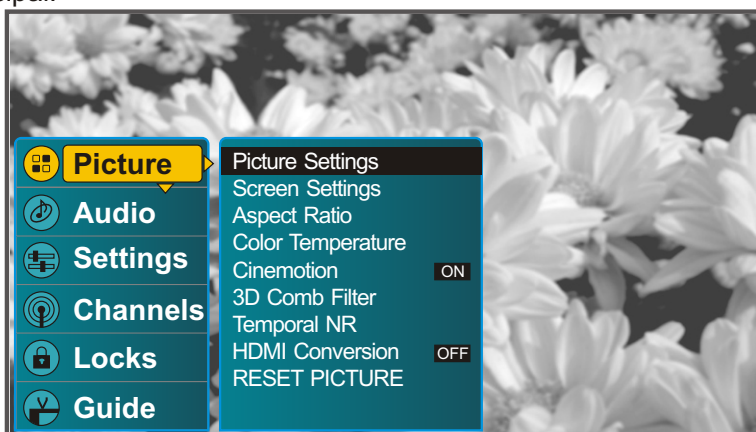 Picture
Audio
Settings
Channels
Locks
Guide
Picture Settings
Screen Settings
Aspect Ratio
Color Temperature
Cinemotion ON
3D Comb Filter
Temporal NR
HDMI Conversion OFF
RESET PICTURE